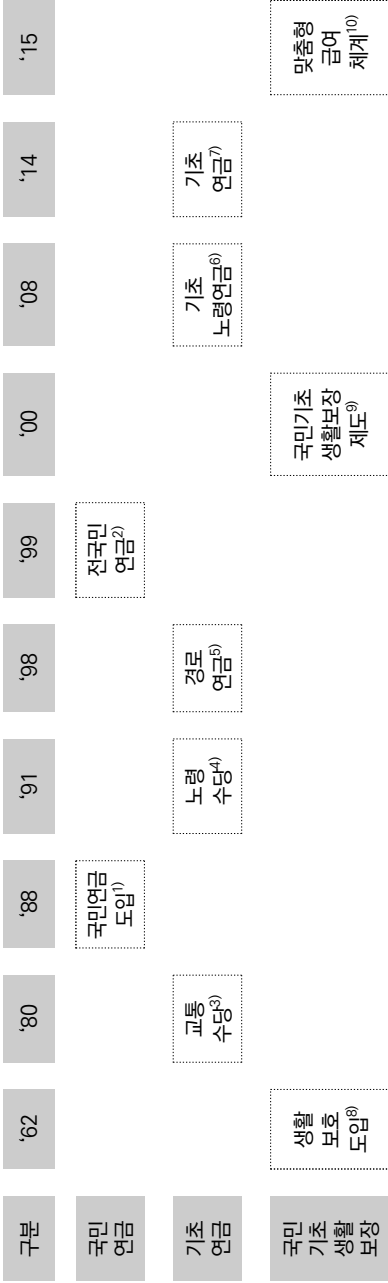 구분
‘62
‘80
‘88
‘91
‘98
‘99
‘00
‘08
‘14
‘15
국민
연금
국민연금
도입1)
전국민
연금2)
기초
연금
교통
수당3)
노령
수당4)
경로
연금5)
기초
노령연금6)
기초
연금7)
국민
기초
생활
보장
생활
보호
도입8)
국민기초
생활보장
제도9)
맞춤형
급여
체계10)